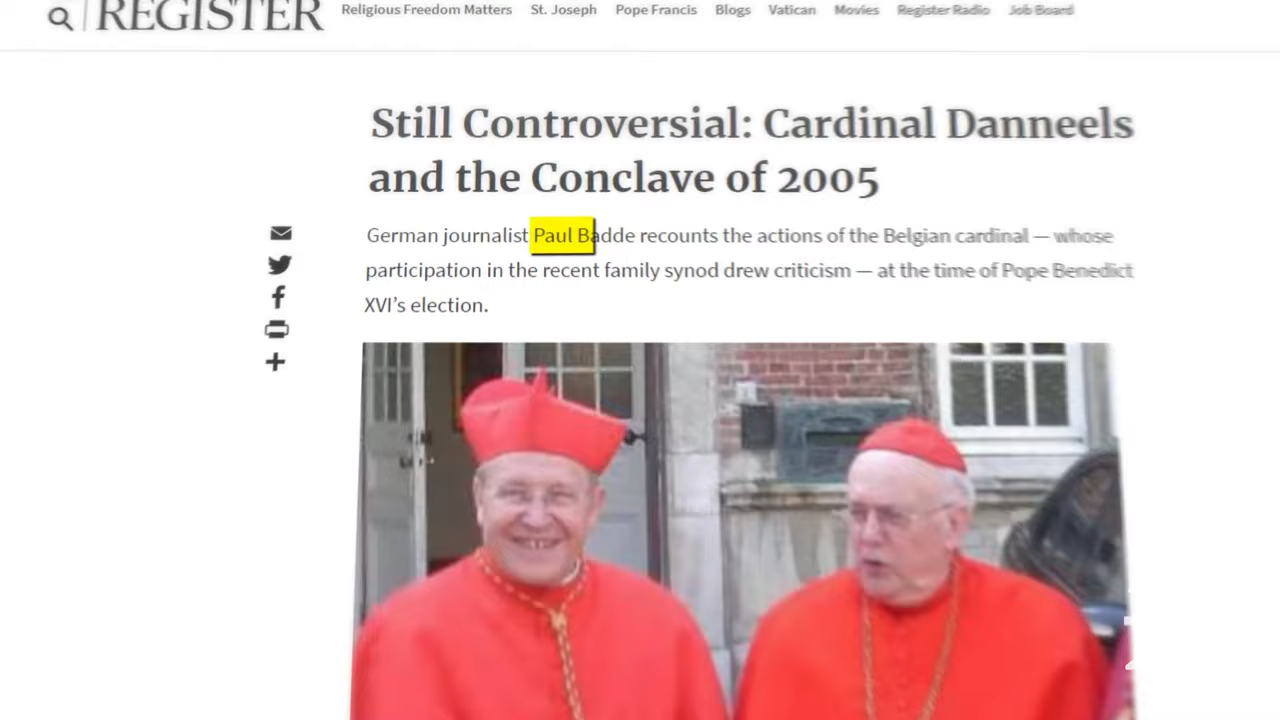 REGISTER
Religious Freedom Matters St. Joseph Pope Francis Blogs Vatican Movies Register Radio Job Board
Still Controversial: Cardinal Danneels
and the Conclave of 2005
German journalist Paul Badde recounts the actions of the Belgian cardinal — whose
participation in the recent family synod drew criticism — at the time of Pope Benedict
XVI’s election.